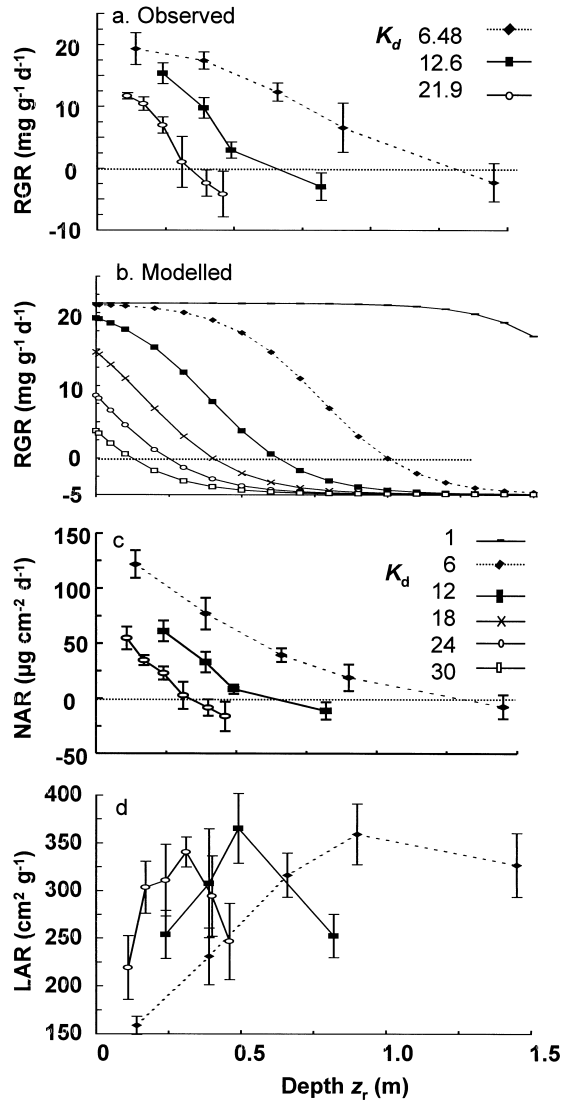 a. Observed
K_d
6.48
12.6
21.9
20
10
0
-10
RGR (mg g⁻¹ d⁻¹)
b. Modelled
20
10
0
-5
RGR (mg g⁻¹ d⁻¹)
c
K_d
1
6
12
18
24
30
150
100
50
0
-50
NAR (µg cm⁻² d⁻¹)
d
400
350
300
250
200
150
LAR (cm² g⁻¹)
0 0.5 1.0 1.5
Depth z_r (m)